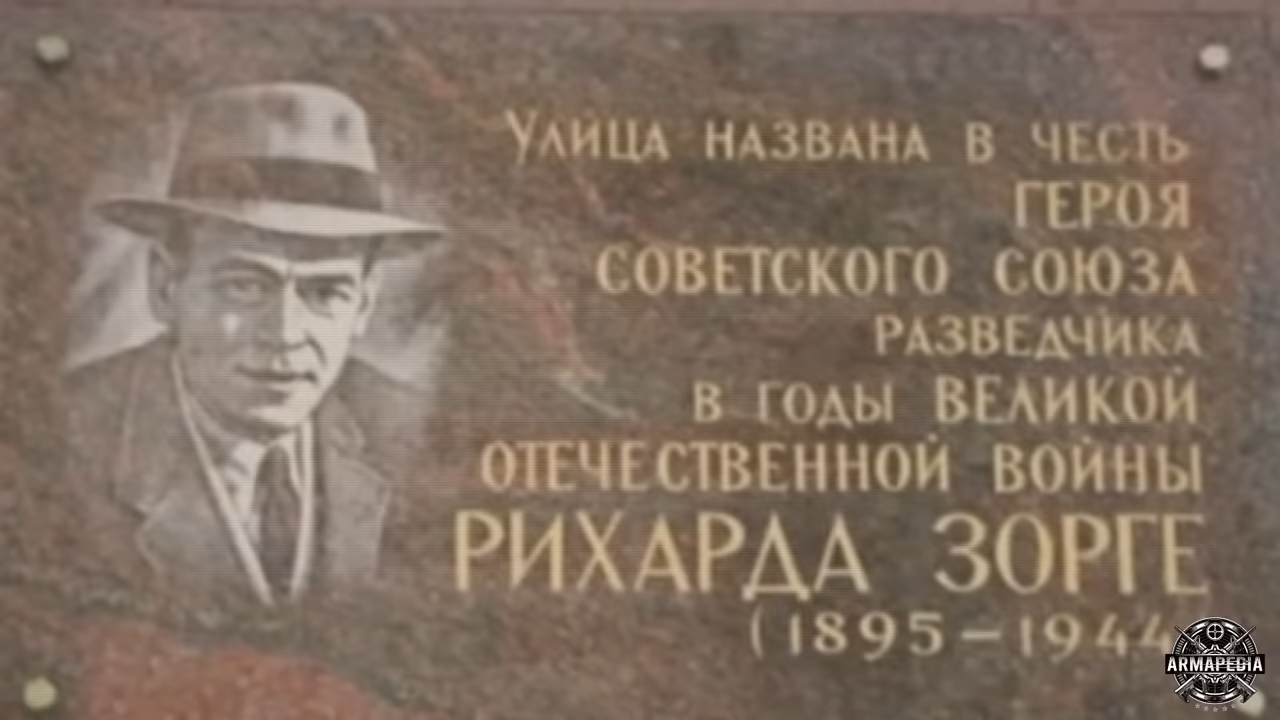 Улица названа в честь
ГЕРОЯ
СОВЕТСКОГО СОЮЗА
РАЗВЕДЧИКА
в годы ВЕЛИКОЙ
ОТЕЧЕСТВЕННОЙ ВОЙНЫ
РИХАРДА ЗОРГЕ
(1895-1944
ARMAPEDIA